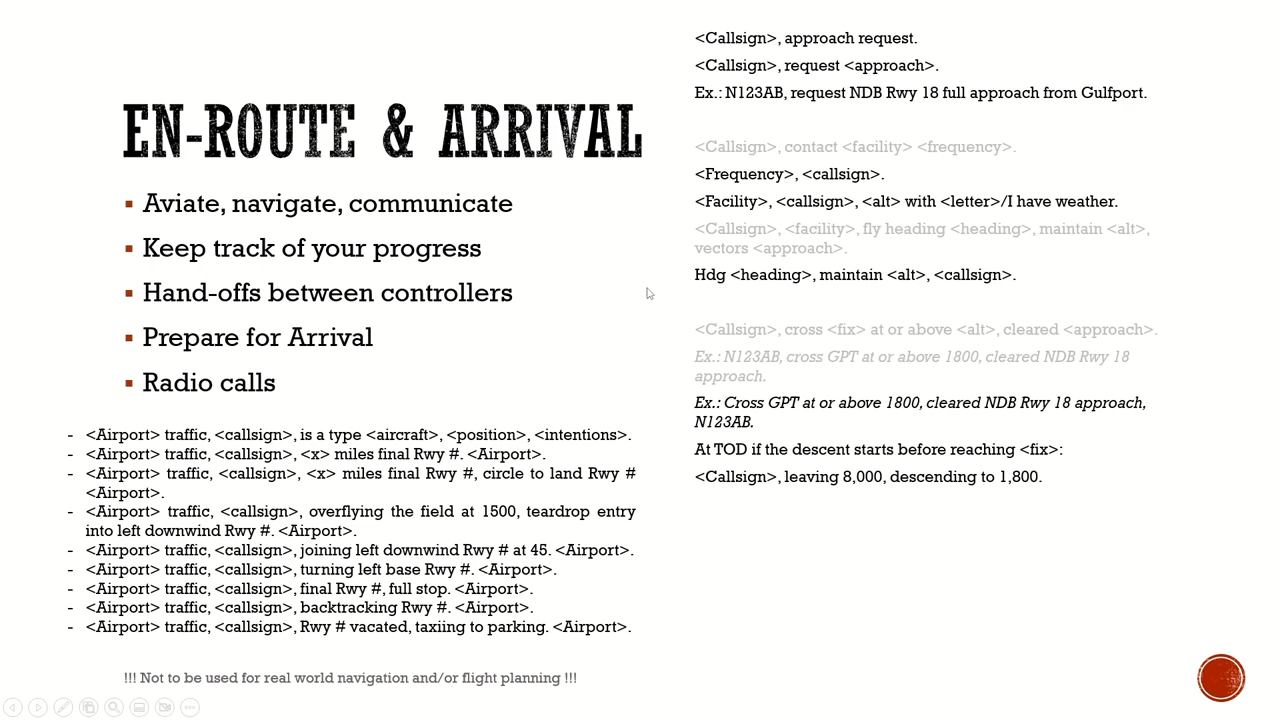 EN-ROUTE & ARRIVAL
▪ Aviate, navigate, communicate
▪ Keep track of your progress
▪ Hand-offs between controllers
▪ Prepare for Arrival
▪ Radio calls
- <Airport> traffic, <callsign>, is a type <aircraft>, <position>, <intentions>.
- <Airport> traffic, <callsign>, <x> miles final Rwy #. <Airport>.
- <Airport> traffic, <callsign>, <x> miles final Rwy #, circle to land Rwy #
<Airport>.
- <Airport> traffic, <callsign>, overflying the field at 1500, teardrop entry
into left downwind Rwy #. <Airport>.
- <Airport> traffic, <callsign>, joining left downwind Rwy # at 45. <Airport>.
- <Airport> traffic, <callsign>, turning left base Rwy #. <Airport>.
- <Airport> traffic, <callsign>, final Rwy #, full stop. <Airport>.
- <Airport> traffic, <callsign>, backtracking Rwy #. <Airport>.
- <Airport> traffic, <callsign>, Rwy # vacated, taxiing to parking. <Airport>.
!!! Not to be used for real world navigation and/or flight planning !!!
<Callsign>, approach request.
<Callsign>, request <approach>.
Ex.: N123AB, request NDB Rwy 18 full approach from Gulfport.
<Callsign>, contact <facility> <frequency>.
<Frequency>, <callsign>.
<Facility>, <callsign>, <alt> with <letter>/I have weather.
<Callsign>, <facility>, fly heading <heading>, maintain <alt>,
vectors <approach>.
Hdg <heading>, maintain <alt>, <callsign>.
<Callsign>, cross <fix> at or above <alt>, cleared <approach>.
Ex.: N123AB, cross GPT at or above 1800, cleared NDB Rwy 18
approach.
Ex.: Cross GPT at or above 1800, cleared NDB Rwy 18 approach,
N123AB.
At TOD if the descent starts before reaching <fix>:
<Callsign>, leaving 8,000, descending to 1,800.